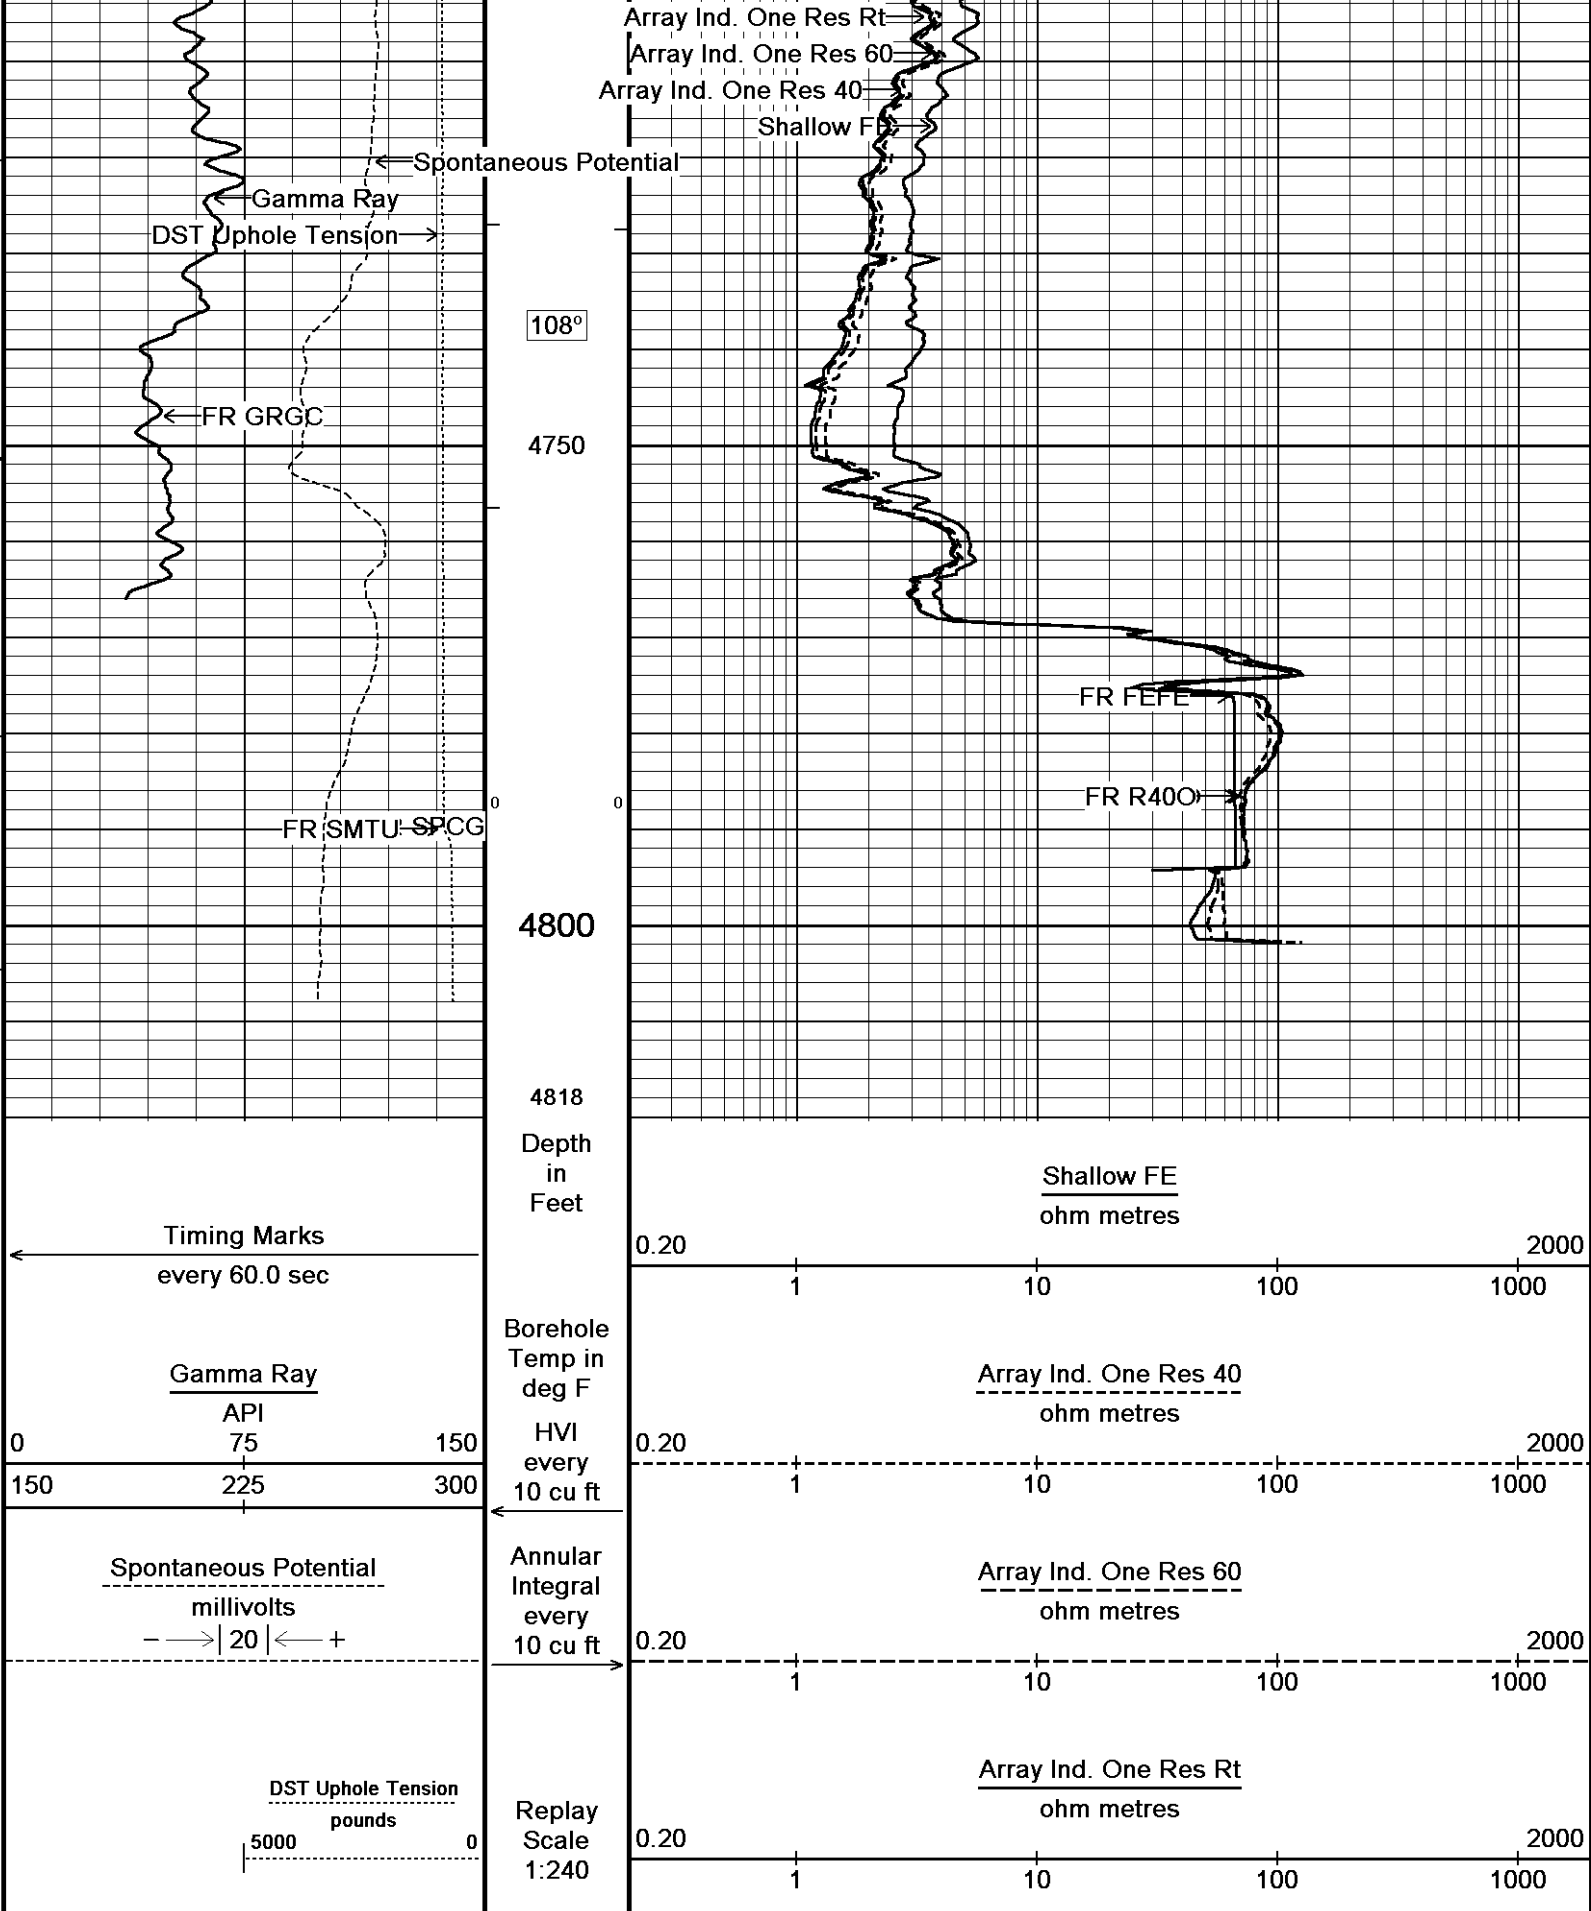 Array Ind. One Res Rt
Array Ind. One Res 60
Array Ind. One Res 40
Shallow FE
Spontaneous Potential
Gamma Ray
DST Uphole Tension
108º
FR GRGC
4750
FR FEFE
FR R40O
0 0
FR SMTU SPCG
4800
4818
Depth
in
Feet
Timing Marks
every 60.0 sec
Gamma Ray
API
0 75 150
150 225 300
Spontaneous Potential
millivolts
− 20 +
DST Uphole Tension
pounds
5000 0
Borehole
Temp in
deg F
HVI
every
10 cu ft
Annular
Integral
every
10 cu ft
Replay
Scale
1:240
Shallow FE
ohm metres
0.20 2000
1 10 100 1000
Array Ind. One Res 40
ohm metres
0.20 2000
1 10 100 1000
Array Ind. One Res 60
ohm metres
0.20 2000
1 10 100 1000
Array Ind. One Res Rt
ohm metres
0.20 2000
1 10 100 1000